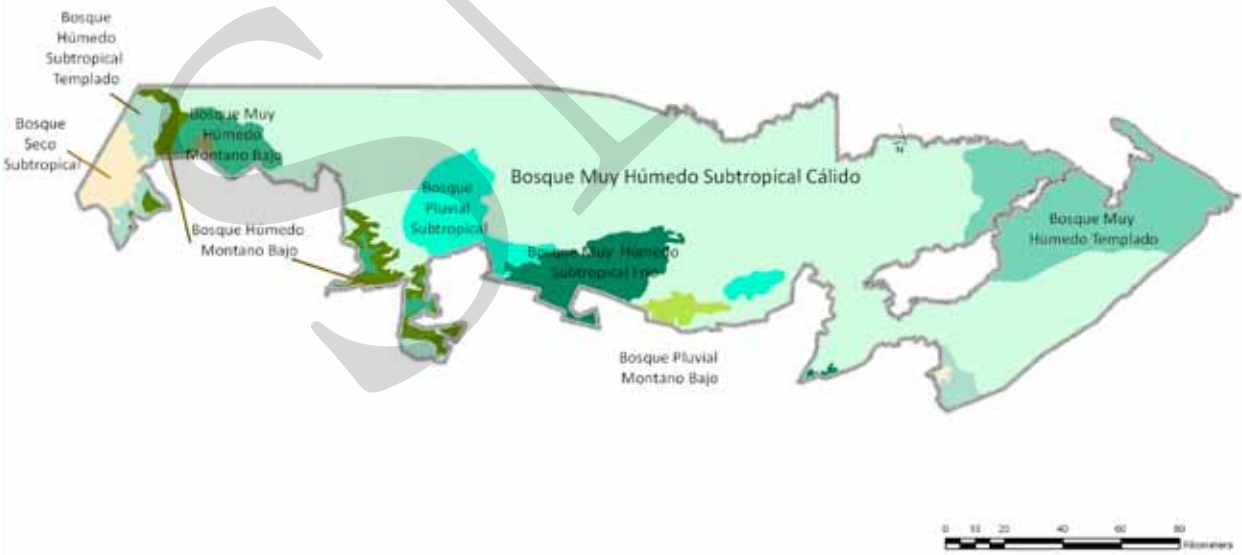 Bosque
Húmedo
Subtropical
Templado
Bosque
Seco
Subtropical
Bosque Muy
Húmedo
Montano Bajo
Bosque Húmedo
Montano Bajo
Bosque
Pluvial
Subtropical
Bosque Muy Húmedo Subtropical Cálido
Bosque Muy Húmedo
Subtropical Frío
Bosque Pluvial
Montano Bajo
N
Bosque Muy
Húmedo Templado
0 10 20 40 60 80
Kilometers